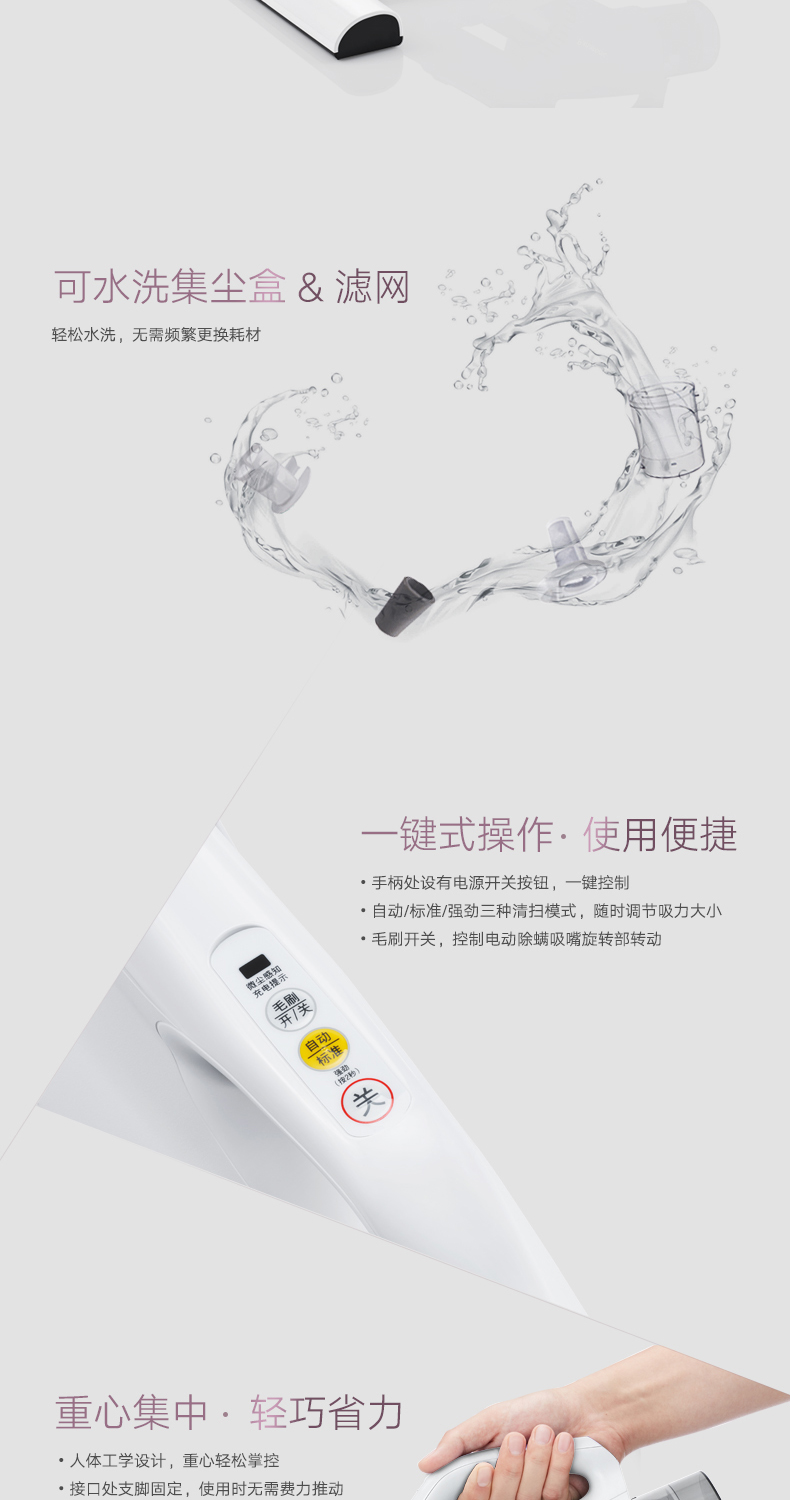 可水洗集尘盒 & 滤网
轻松水洗，无需频繁更换耗材
一键式操作· 使用便捷
• 手柄处设有电源开关按钮，一键控制
• 自动/标准/强劲三种清扫模式，随时调节吸力大小
• 毛刷开关，控制电动除螨吸嘴旋转部转动
微尘感知
充电提示
毛刷
开/关
自动
标准
强劲
（按2秒）
关
重心集中 · 轻巧省力
• 人体工学设计，重心轻松掌控
• 接口处支脚固定，使用时无需费力推动